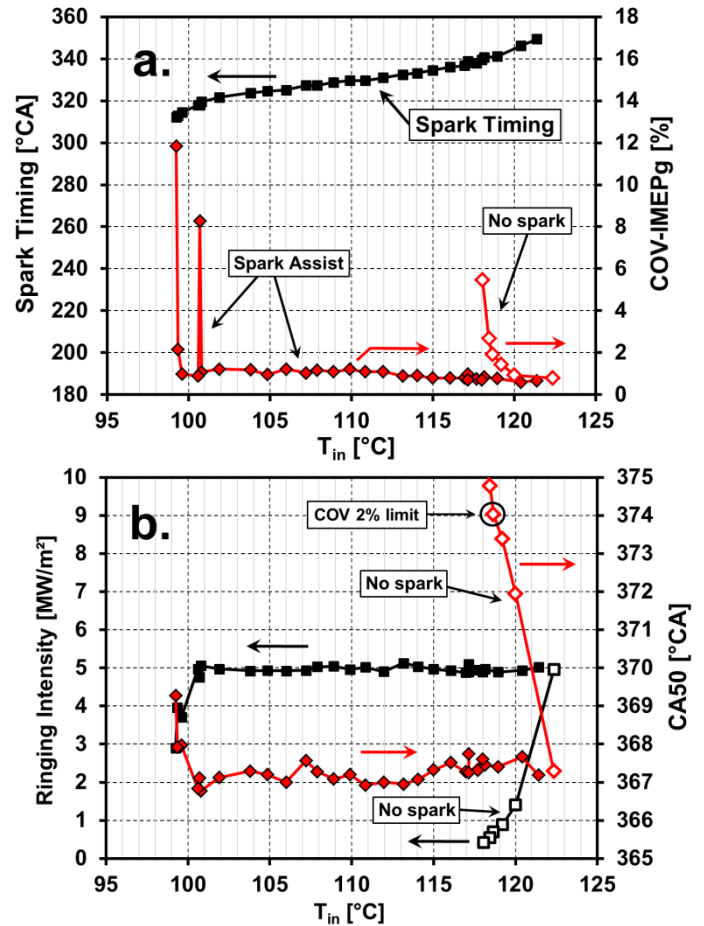 a.
Spark Timing [°CA]
360
340
320
300
280
260
240
220
200
180
Spark Timing
No spark
Spark Assist
18
16
14
12
10
8
6
4
2
0
COV-IMEPg [%]
95 100 105 110 115 120 125
T_in [°C]
b.
Ringing Intensity [MW/m²]
10
9
8
7
6
5
4
3
2
1
0
COV 2% limit
No spark
No spark
375
374
373
372
371
370
369
368
367
366
365
CA50 [°CA]
95 100 105 110 115 120 125
T_in [°C]